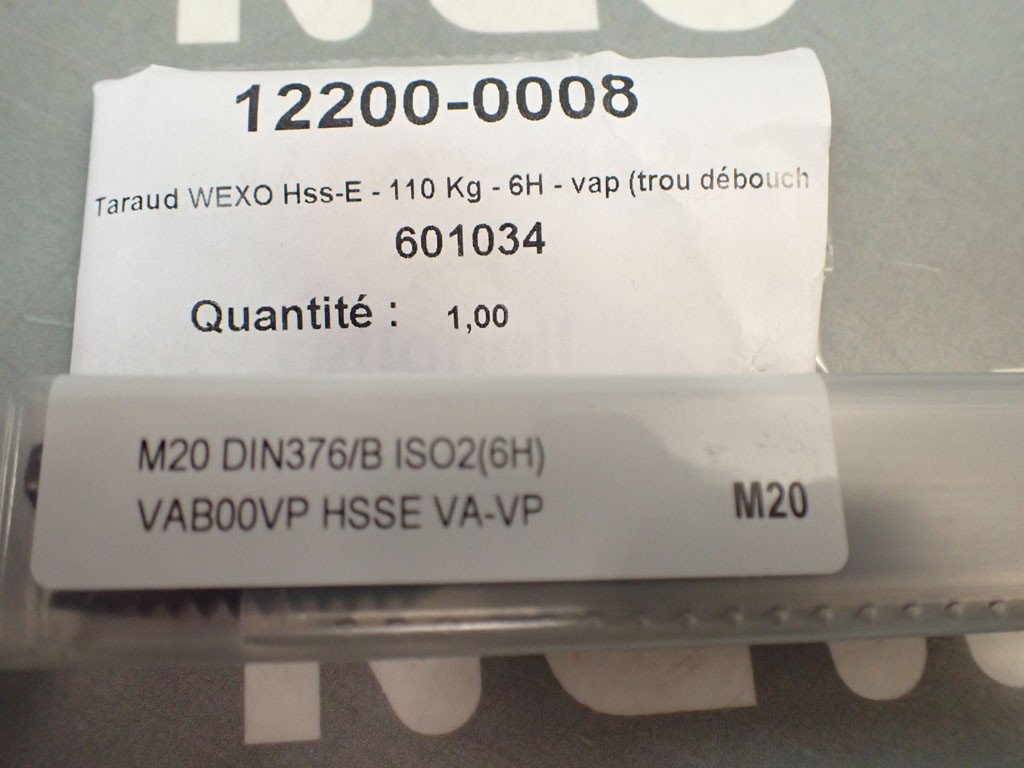 12200-0008
Taraud WEXO Hss-E - 110 Kg - 6H - vap (trou débouch
601034
Quantité : 1,00
M20 DIN376/B ISO2(6H)
VAB00VP HSSE VA-VP
M20